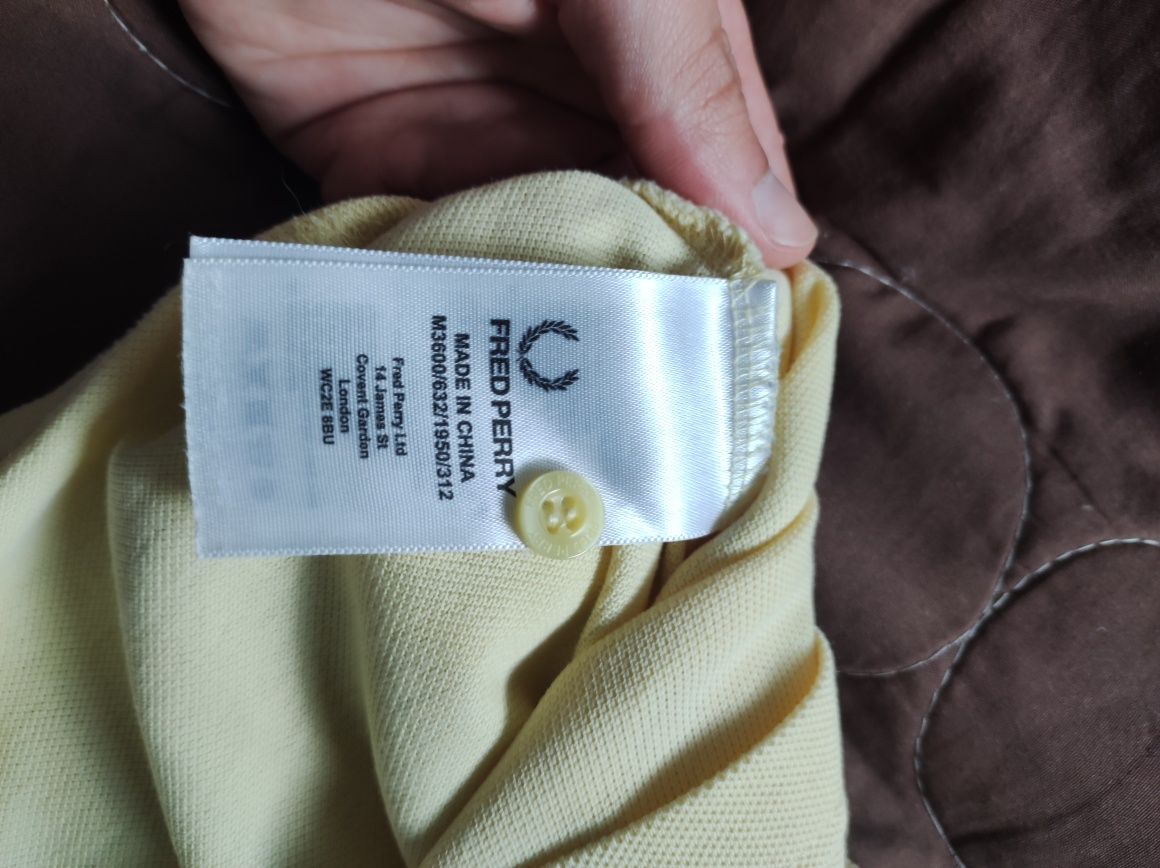 FRED PERRY
MADE IN CHINA
M3600/632/1950/312
Fred Perry Ltd
14 James St
Covent Garden
London
WC2E 8BU